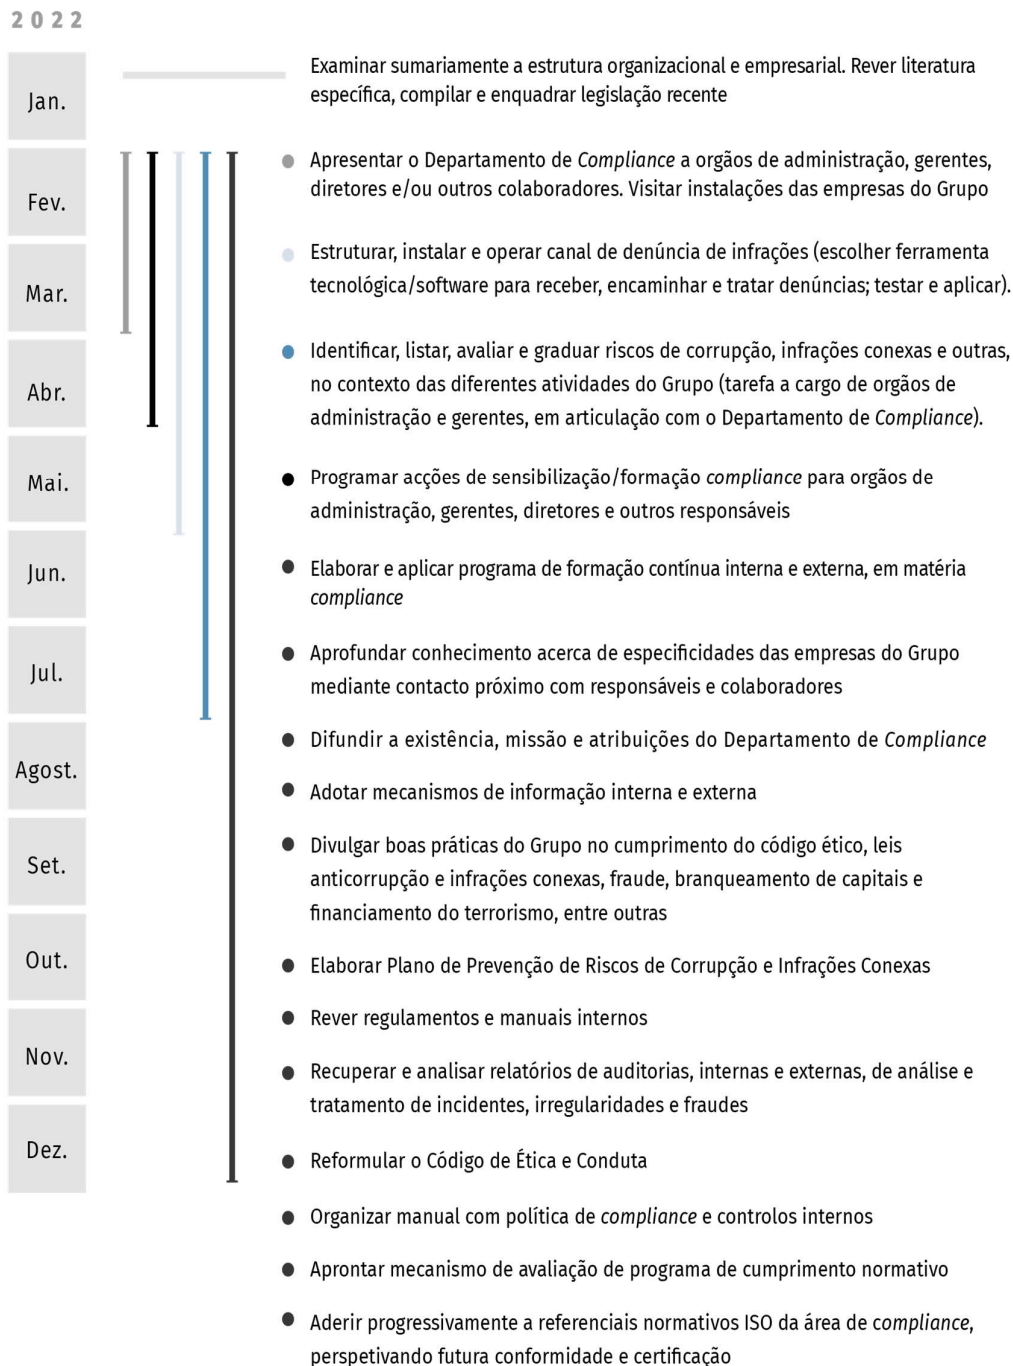 2022
Jan.
Fev.
Mar.
Abr.
Mai.
Jun.
Jul.
Agost.
Set.
Out.
Nov.
Dez.
Examinar sumariamente a estrutura organizacional e empresarial. Rever literatura
específica, compilar e enquadrar legislação recente
Apresentar o Departamento de Compliance a orgãos de administração, gerentes,
diretores e/ou outros colaboradores. Visitar instalações das empresas do Grupo
Estruturar, instalar e operar canal de denúncia de infrações (escolher ferramenta
tecnológica/software para receber, encaminhar e tratar denúncias; testar e aplicar).
Identificar, listar, avaliar e graduar riscos de corrupção, infrações conexas e outras,
no contexto das diferentes atividades do Grupo (tarefa a cargo de orgãos de
administração e gerentes, em articulação com o Departamento de Compliance).
Programar acções de sensibilização/formação compliance para orgãos de
administração, gerentes, diretores e outros responsáveis
Elaborar e aplicar programa de formação contínua interna e externa, em matéria
compliance
Aprofundar conhecimento acerca de especificidades das empresas do Grupo
mediante contacto próximo com responsáveis e colaboradores
Difundir a existência, missão e atribuições do Departamento de Compliance
Adotar mecanismos de informação interna e externa
Divulgar boas práticas do Grupo no cumprimento do código ético, leis
anticorrupção e infrações conexas, fraude, branqueamento de capitais e
financiamento do terrorismo, entre outras
Elaborar Plano de Prevenção de Riscos de Corrupção e Infrações Conexas
Rever regulamentos e manuais internos
Recuperar e analisar relatórios de auditorias, internas e externas, de análise e
tratamento de incidentes, irregularidades e fraudes
Reformular o Código de Ética e Conduta
Organizar manual com política de compliance e controlos internos
Aprontar mecanismo de avaliação de programa de cumprimento normativo
Aderir progressivamente a referenciais normativos ISO da área de compliance,
perspetivando futura conformidade e certificação